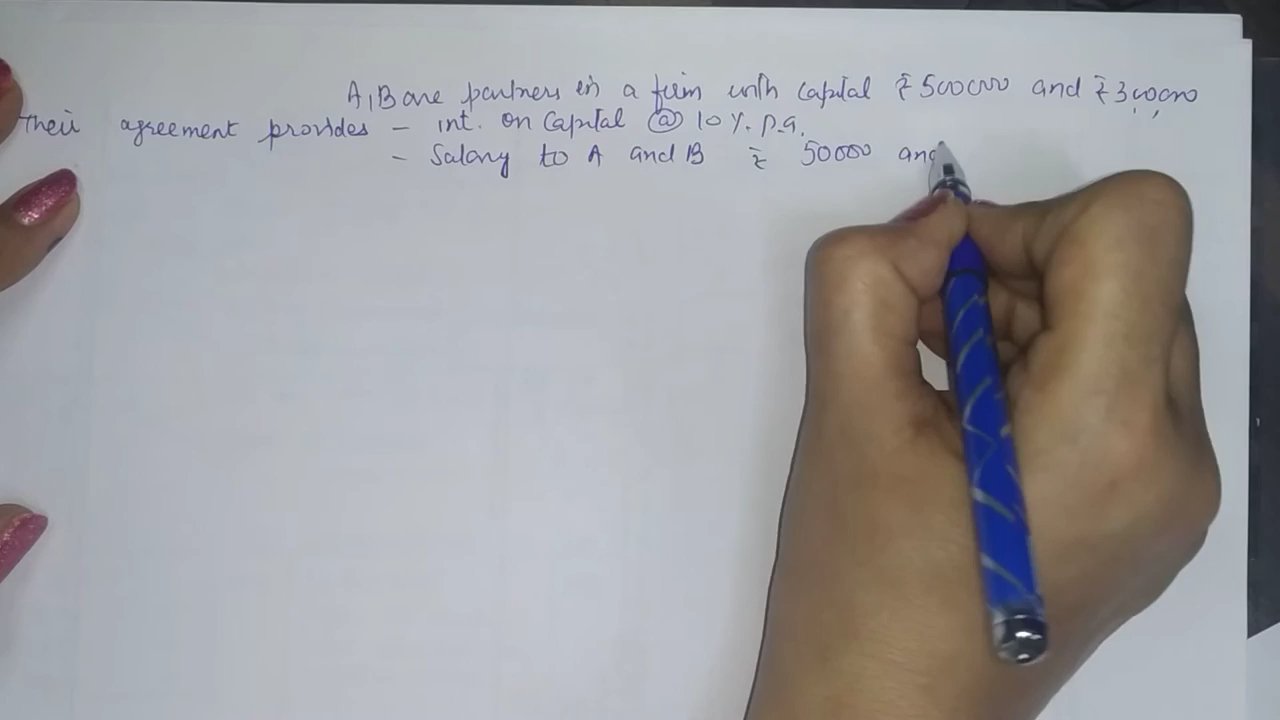 A, B are partners in a firm with capital ₹ 500000 and ₹ 300000
Their agreement provides - int. on Capital @ 10 %. p.a.
- Salary to A and B ₹ 50000 and